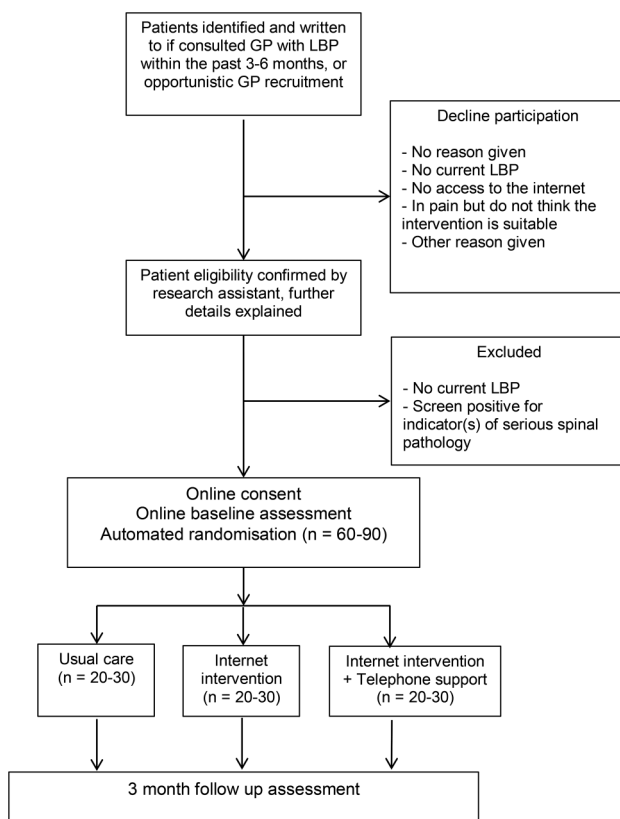 Patients identified and written
to if consulted GP with LBP
within the past 3-6 months, or
opportunistic GP recruitment
Decline participation
- No reason given
- No current LBP
- No access to the internet
- In pain but do not think the
intervention is suitable
- Other reason given
Patient eligibility confirmed by
research assistant, further
details explained
Excluded
- No current LBP
- Screen positive for
indicator(s) of serious spinal
pathology
Online consent
Online baseline assessment
Automated randomisation (n = 60-90)
Usual care
(n = 20-30)
Internet
intervention
(n = 20-30)
Internet intervention
+ Telephone support
(n = 20-30)
3 month follow up assessment